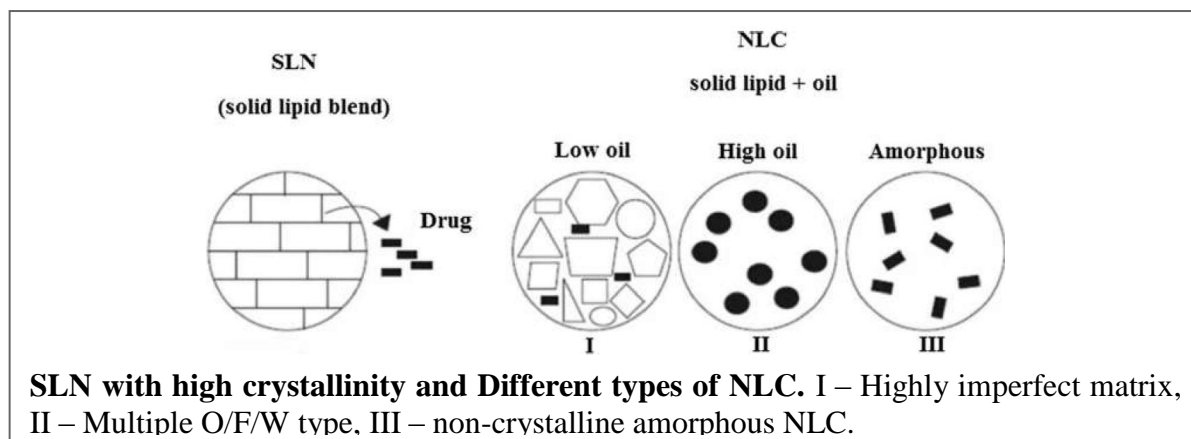 SLN
(solid lipid blend)
Drug
NLC
solid lipid + oil
Low oil
High oil
Amorphous
I
II
III
SLN with high crystallinity and Different types of NLC. I – Highly imperfect matrix,
II – Multiple O/F/W type, III – non-crystalline amorphous NLC.